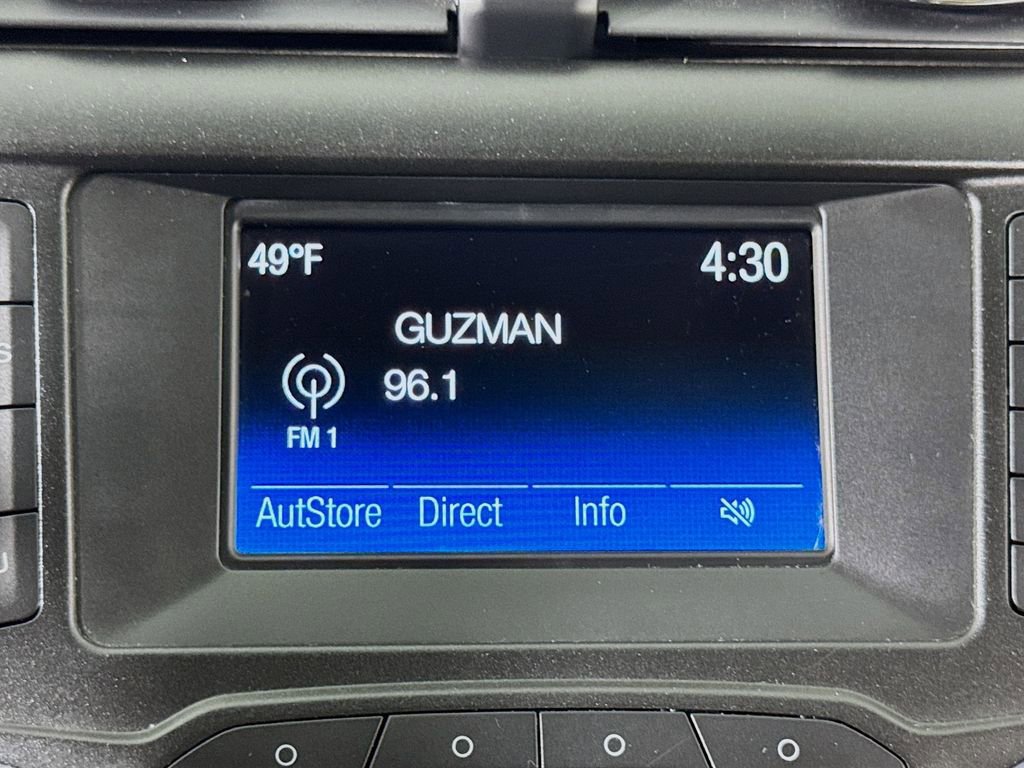 49°F 4:30
GUZMAN
96.1
FM 1
AutStore Direct Info